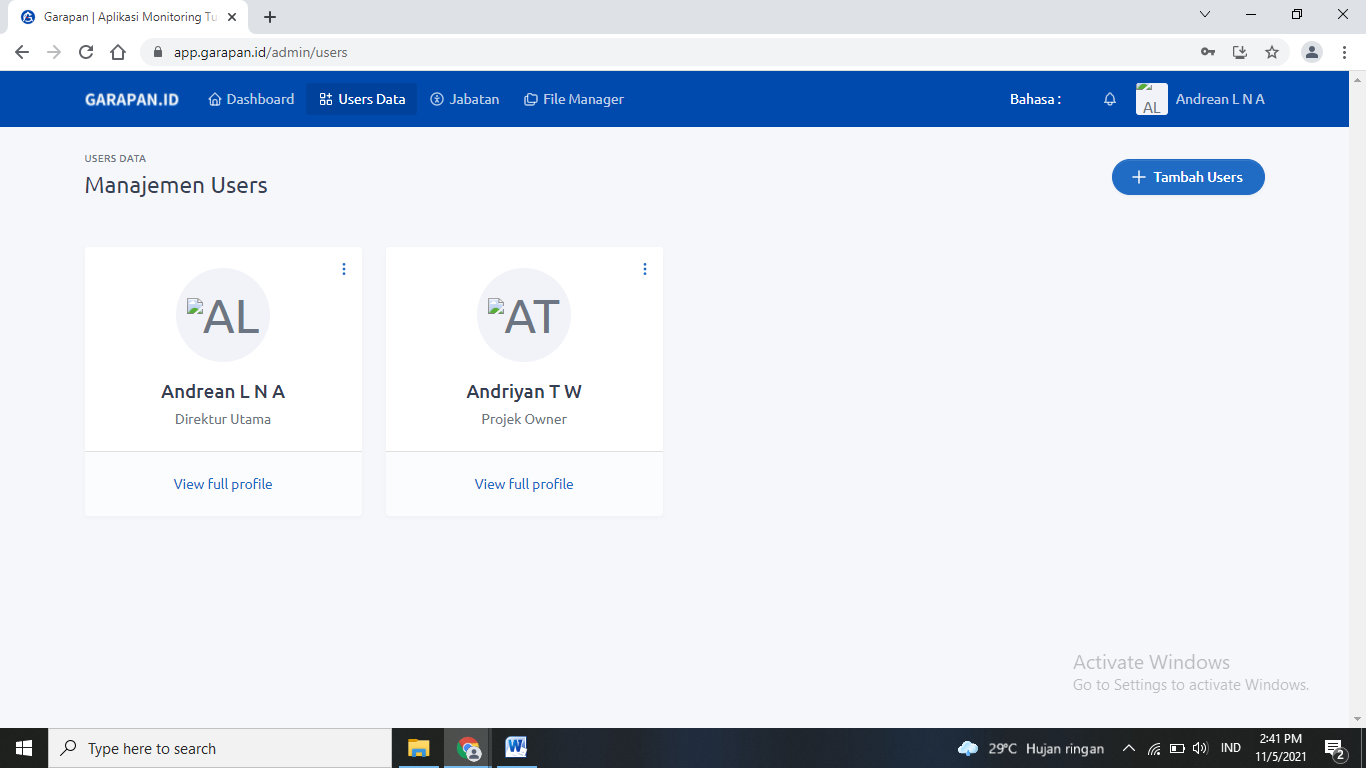 Garapan | Aplikasi Monitoring Tu
app.garapan.id/admin/users
GARAPAN.ID Dashboard Users Data Jabatan File Manager Bahasa : AL Andrean L N A
USERS DATA
Manajemen Users
Tambah Users
AL AT
Andrean L N A Andriyan T W
Direktur Utama Projek Owner
View full profile View full profile
Activate Windows
Go to Settings to activate Windows.
Type here to search 29°C Hujan ringan IND 2:41 PM
11/5/2021 2